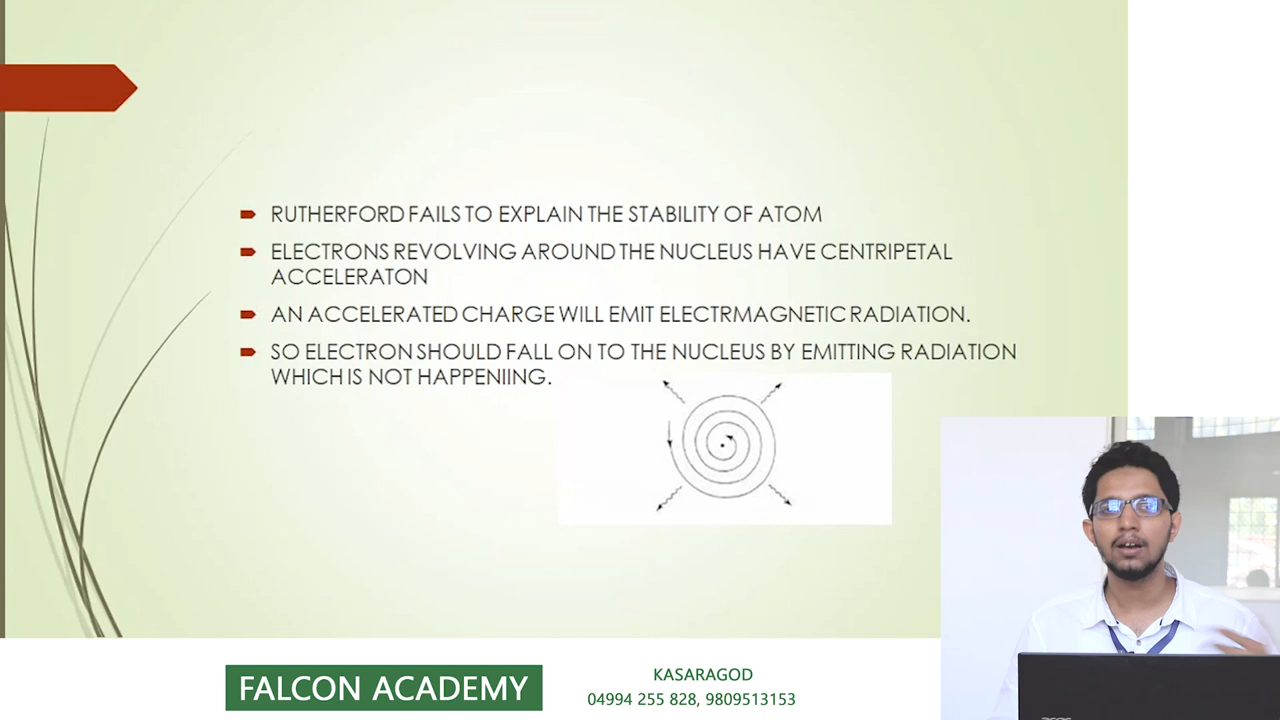 RUTHERFORD FAILS TO EXPLAIN THE STABILITY OF ATOM
ELECTRONS REVOLVING AROUND THE NUCLEUS HAVE CENTRIPETAL
ACCELERATON
AN ACCELERATED CHARGE WILL EMIT ELECTRMAGNETIC RADIATION.
SO ELECTRON SHOULD FALL ON TO THE NUCLEUS BY EMITTING RADIATION
WHICH IS NOT HAPPENIING.
FALCON ACADEMY
KASARAGOD
04994 255 828, 9809513153